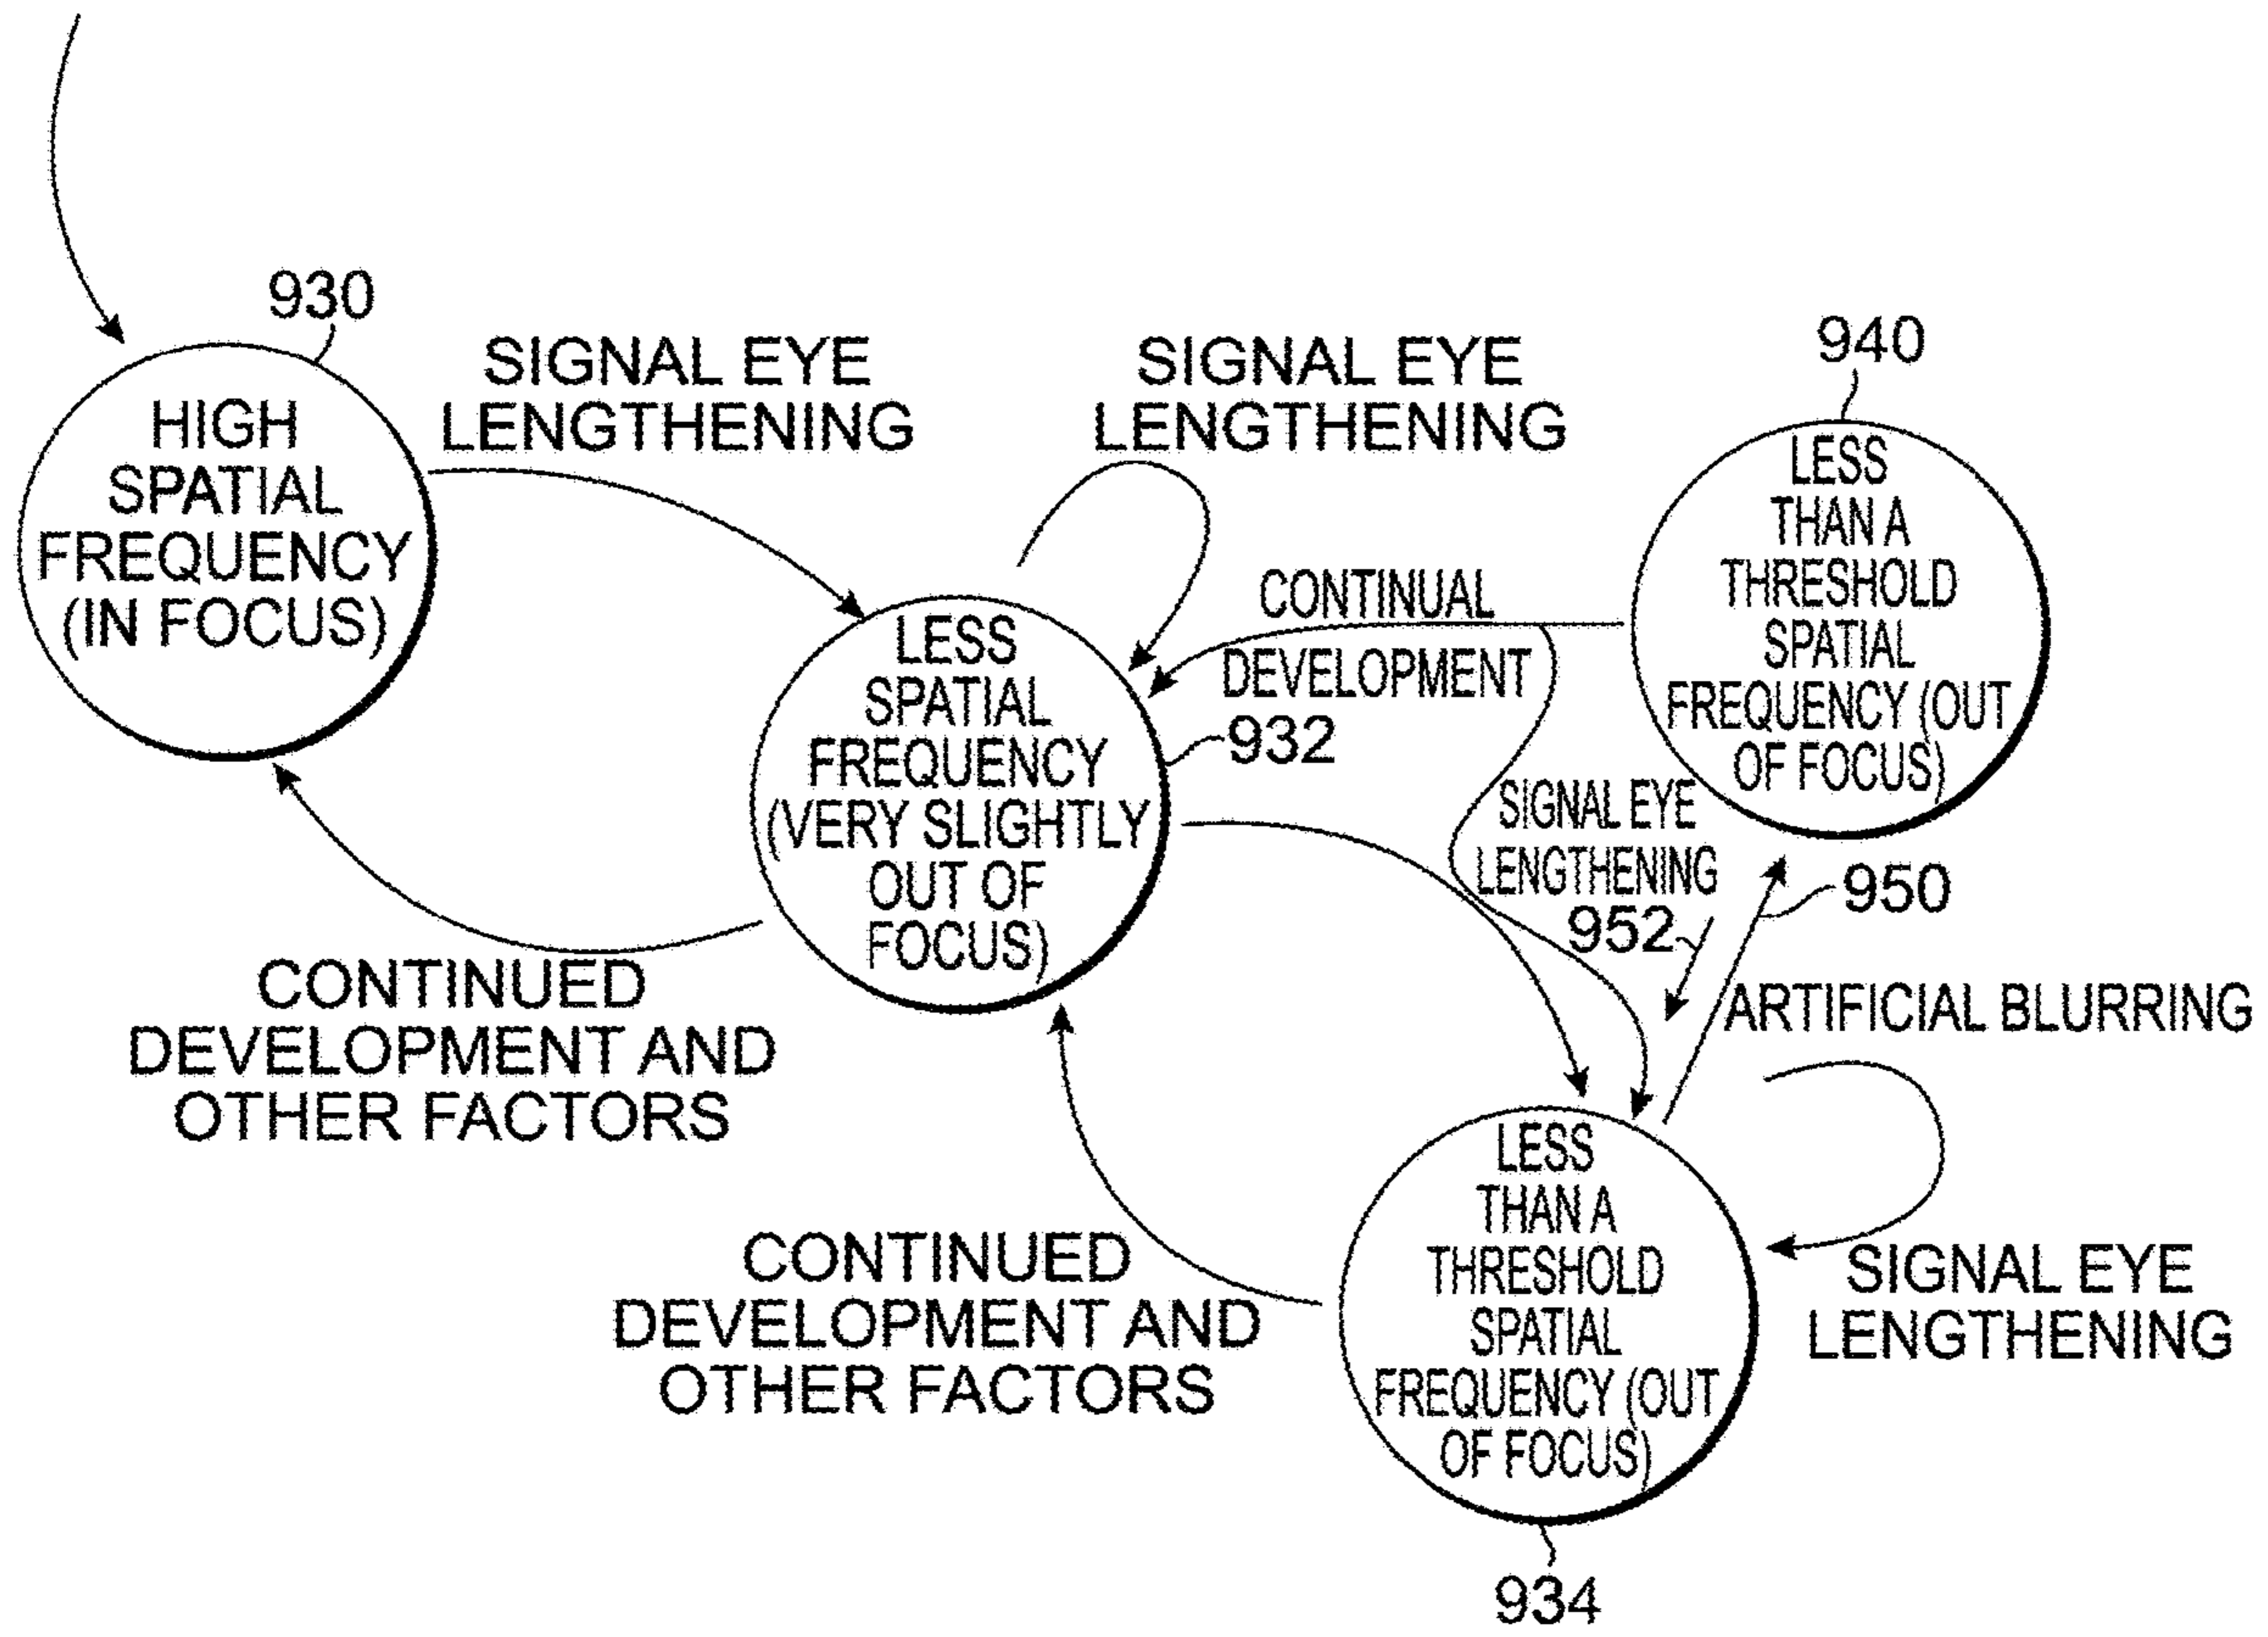 930
HIGH
SPATIAL
FREQUENCY
(IN FOCUS)
SIGNAL EYE
LENGTHENING
SIGNAL EYE
LENGTHENING
940
LESS
THAN A
THRESHOLD
SPATIAL
FREQUENCY (OUT
OF FOCUS)
CONTINUAL
DEVELOPMENT
932
LESS
SPATIAL
FREQUENCY
(VERY SLIGHTLY
OUT OF
FOCUS)
SIGNAL EYE
LENGTHENING
952
950
ARTIFICIAL BLURRING
CONTINUED
DEVELOPMENT AND
OTHER FACTORS
CONTINUED
DEVELOPMENT AND
OTHER FACTORS
LESS
THAN A
THRESHOLD
SPATIAL
FREQUENCY (OUT
OF FOCUS)
SIGNAL EYE
LENGTHENING
934